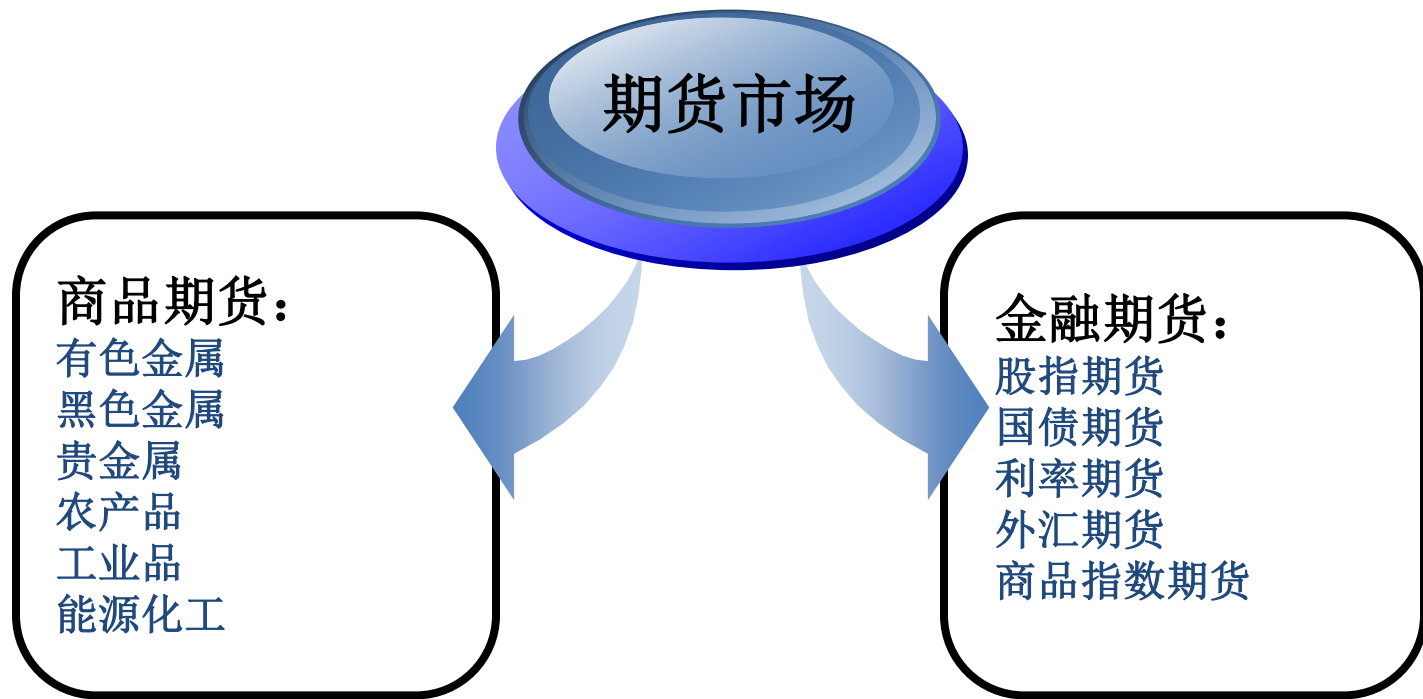 期货市场
商品期货：
有色金属
黑色金属
贵金属
农产品
工业品
能源化工
金融期货：
股指期货
国债期货
利率期货
外汇期货
商品指数期货